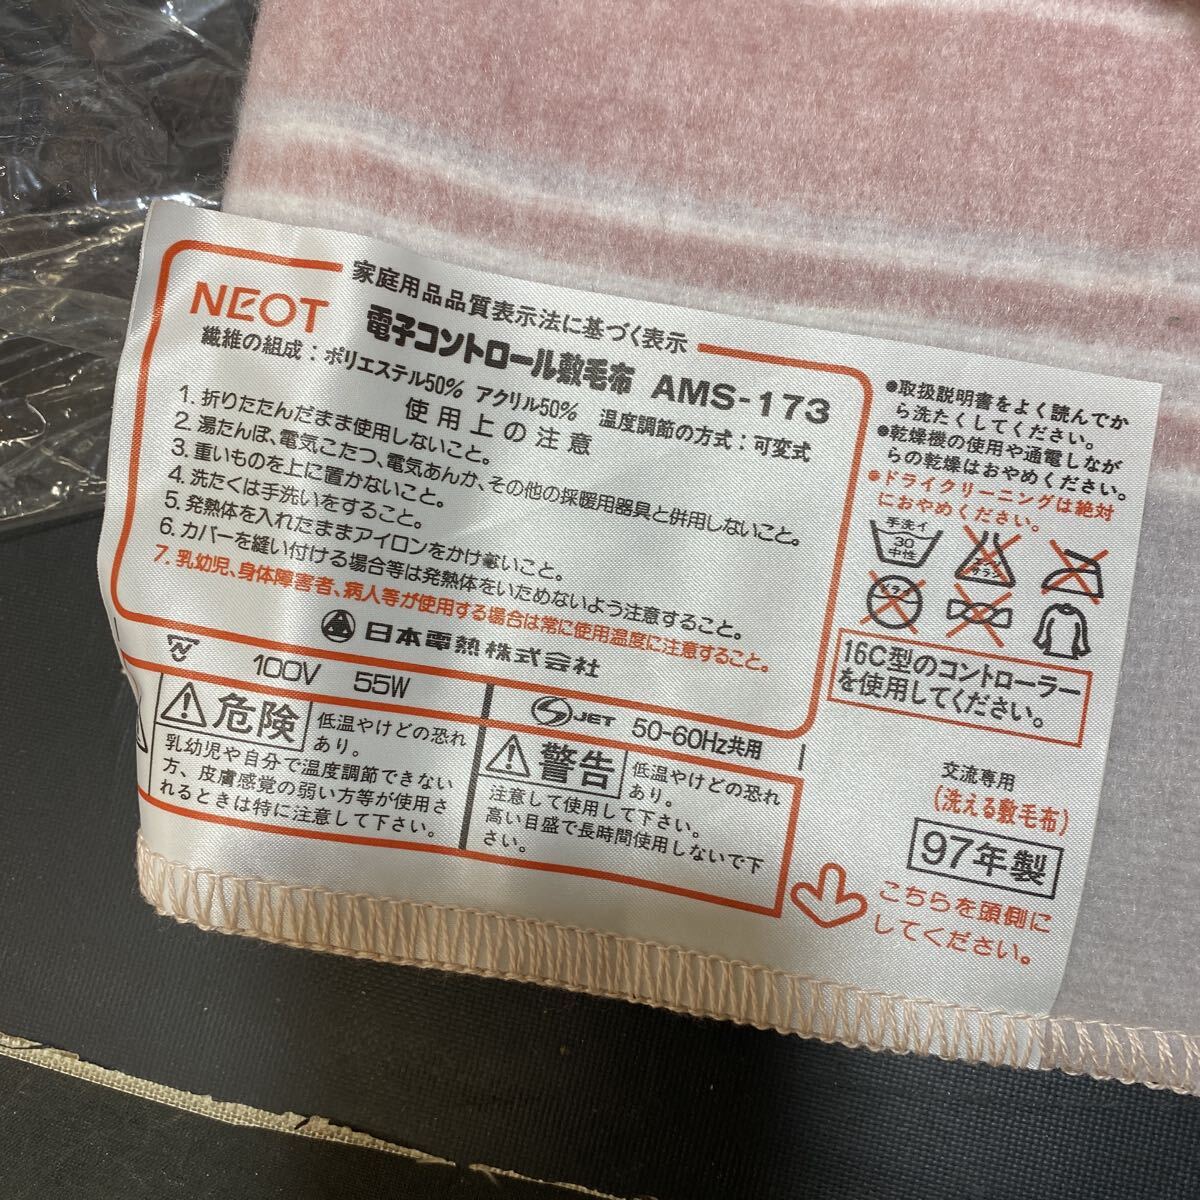 家庭用品品質表示法に基づく表示
NEOT
電子コントロール敷毛布 AMS-173
繊維の組成：ポリエステル50% アクリル50% 温度調節の方式：可変式
使用上の注意
1. 折りたたんだまま使用しないこと。
2. 湯たんぽ、電気こたつ、電気あんか、その他の採暖用器具と併用しないこと。
3. 重いものを上に置かないこと。
4. 洗たくは手洗いをすること。
5. 発熱体を入れたままアイロンをかけないこと。
6. カバーを縫い付ける場合等は発熱体をいためないよう注意すること。
7. 乳幼児、身体障害者、病人等が使用する場合は常に使用温度に注意すること。
日本電熱株式会社
100V 55W
JET 50-60Hz共用
危険
低温やけどの恐れ
あり。
乳幼児や自分で温度調節できない
方、皮膚感覚の弱い方等が使用さ
れるときは特に注意して下さい。
警告
低温やけどの恐れ
あり。
注意して使用して下さい。
高い目盛で長時間使用しないで下
さい。
●取扱説明書をよく読んでか
ら洗たくしてください。
●乾燥機の使用や通電しなが
らの乾燥はおやめください。
●ドライクリーニングは絶対
におやめください。
手洗イ
30
中性
エンソ
サラシ
ドライ
16C型のコントローラー
を使用してください。
交流専用
(洗える敷毛布)
97年製
こちらを頭側に
してください。